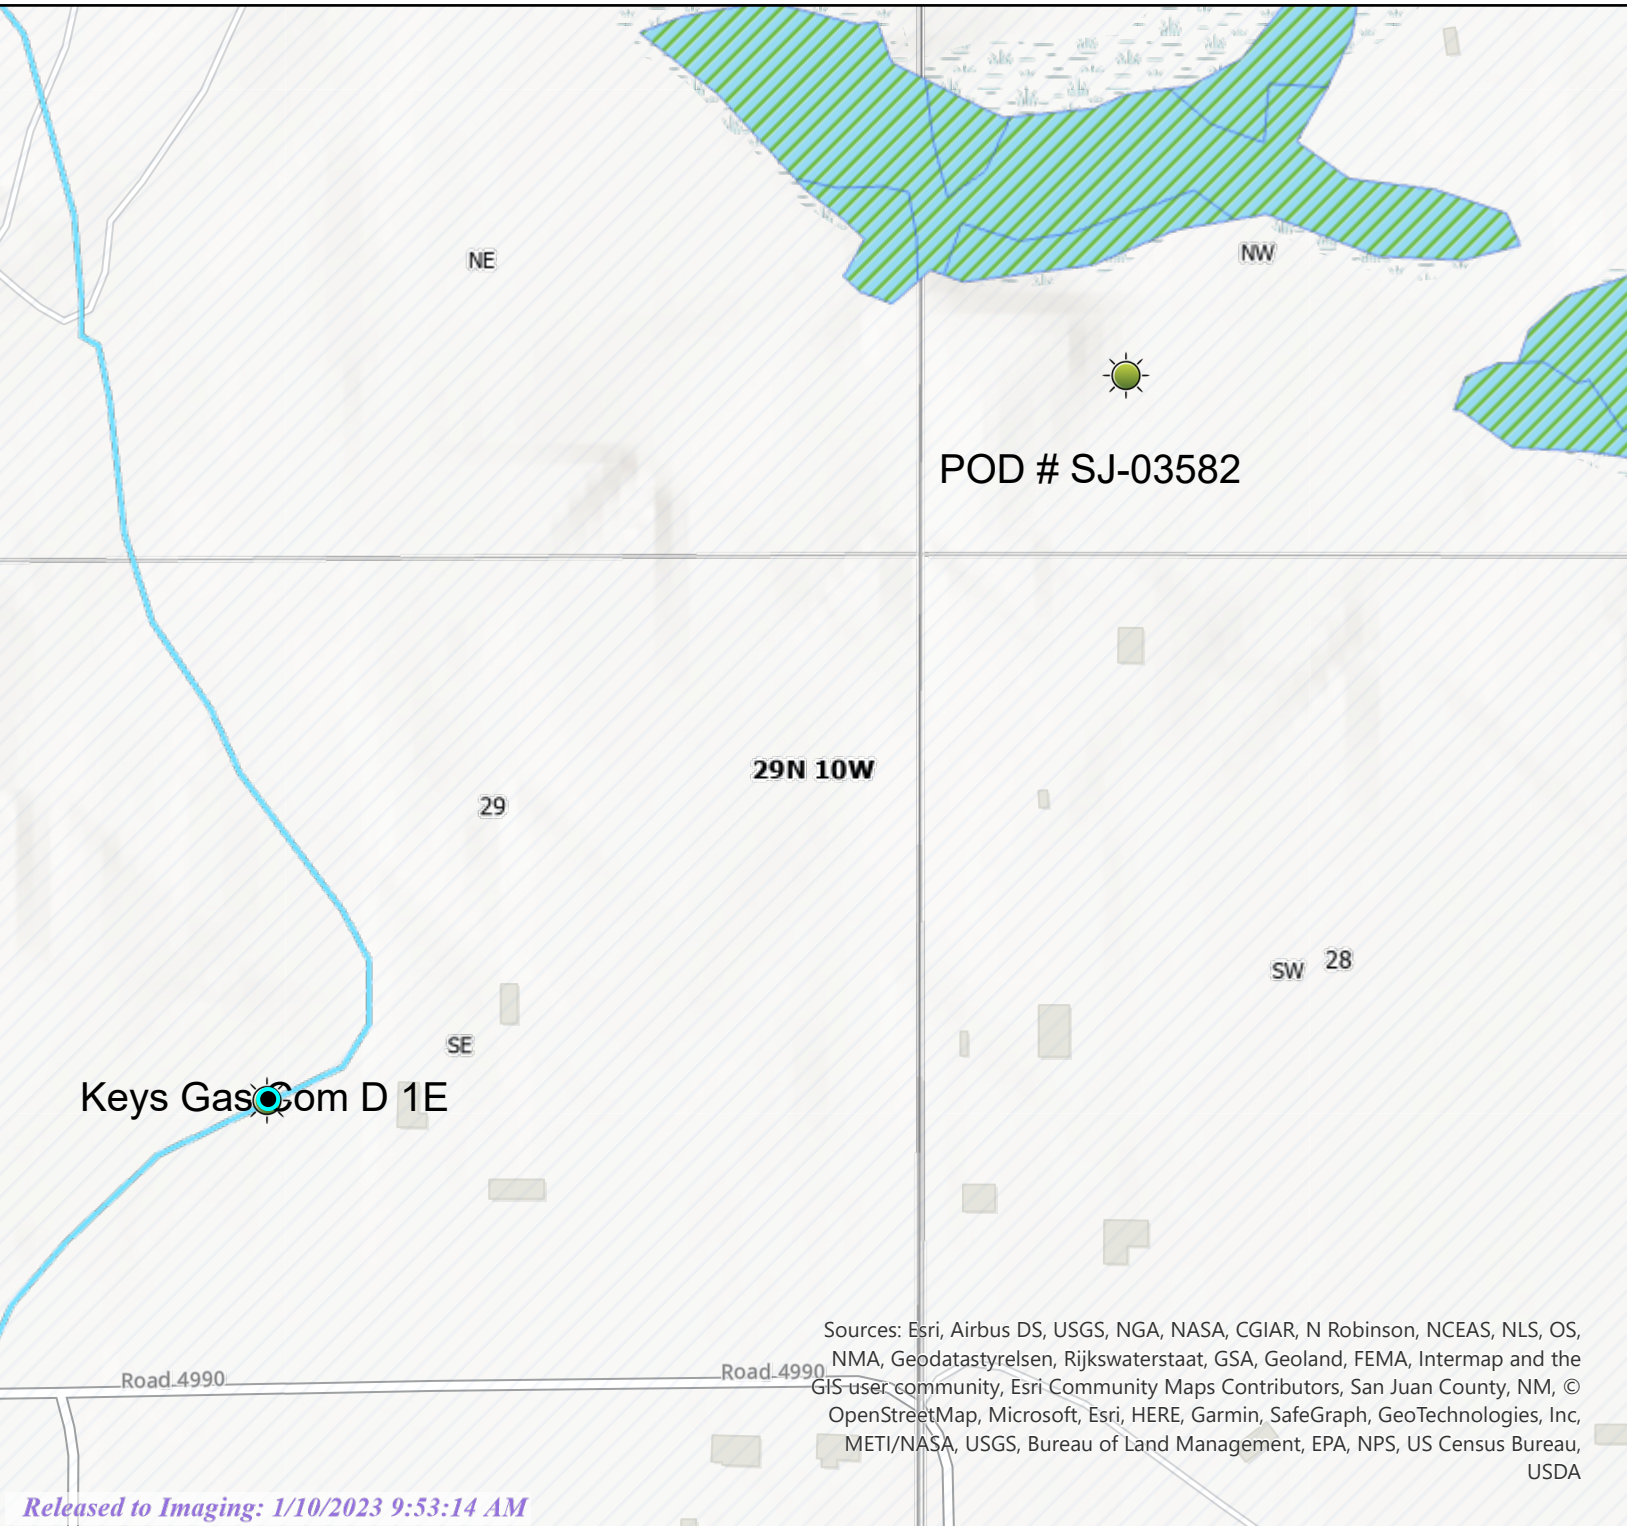 NE
NW
POD # SJ-03582
29N 10W
29
SW
28
SE
Keys Gas Com D 1E
Sources: Esri, Airbus DS, USGS, NGA, NASA, CGIAR, N Robinson, NCEAS, NLS, OS,
NMA, Geodatastyrelsen, Rijkswaterstaat, GSA, Geoland, FEMA, Intermap and the
GIS user community, Esri Community Maps Contributors, San Juan County, NM, ©
OpenStreetMap, Microsoft, Esri, HERE, Garmin, SafeGraph, GeoTechnologies, Inc,
METI/NASA, USGS, Bureau of Land Management, EPA, NPS, US Census Bureau,
USDA
Road 4990
Road 4990
Released to Imaging: 1/10/2023 9:53:14 AM